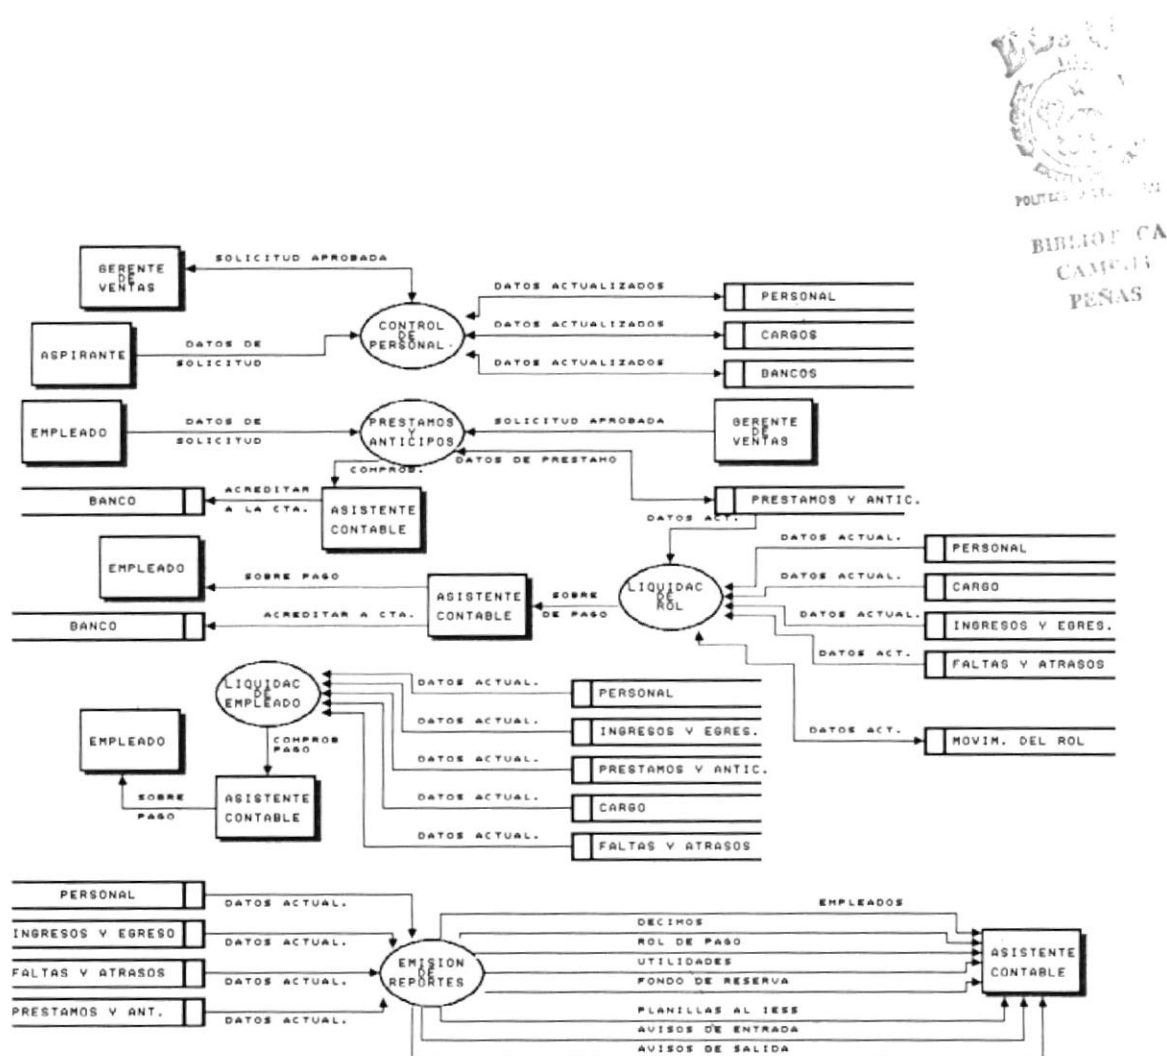 BIBLIOT CA
PEÑAS
GERENTE
DE
VENTAS
SOLICITUD APROBADA
ASPIRANTE
DATOS DE
SOLICITUD
CONTROL
DE
PERSONAL
DATOS ACTUALIZADOS
PERSONAL
DATOS ACTUALIZADOS
CARGOS
DATOS ACTUALIZADOS
BANCOS
EMPLEADO
DATOS DE
SOLICITUD
PRESTAMOS
Y
ANTICIPOS
SOLICITUD APROBADA
GERENTE
DE
VENTAS
DATOS DE PRESTAMO
COMPROB.
BANCO
ACREDITAR
A LA CTA.
ASISTENTE
CONTABLE
PRESTAMOS Y ANTIC.
DATOS ACT.
EMPLEADO
SOBRE PAGO
BANCO
ACREDITAR A CTA.
ASISTENTE
CONTABLE
SOBRE
DE PAGO
LIQUIDAC
DE
ROL
DATOS ACTUAL.
PERSONAL
DATOS ACTUAL.
CARGO
DATOS ACTUAL.
INGRESOS Y EGRES.
DATOS ACT.
FALTAS Y ATRASOS
DATOS ACT.
MOVIM. DEL ROL
LIQUIDAC
DE
EMPLEADO
DATOS ACTUAL.
PERSONAL
DATOS ACTUAL.
INGRESOS Y EGRES.
DATOS ACTUAL.
PRESTAMOS Y ANTIC.
DATOS ACTUAL.
CARGO
DATOS ACTUAL.
FALTAS Y ATRASOS
COMPROB
PAGO
EMPLEADO
SOBRE
PAGO
ASISTENTE
CONTABLE
PERSONAL
DATOS ACTUAL.
INGRESOS Y EGRESO
DATOS ACTUAL.
FALTAS Y ATRASOS
DATOS ACTUAL.
PRESTAMOS Y ANT.
DATOS ACTUAL.
EMISION
DE
REPORTES
EMPLEADOS
DECIMOS
ROL DE PAGO
UTILIDADES
FONDO DE RESERVA
PLANILLAS AL IESS
AVISOS DE ENTRADA
AVISOS DE SALIDA
ASISTENTE
CONTABLE